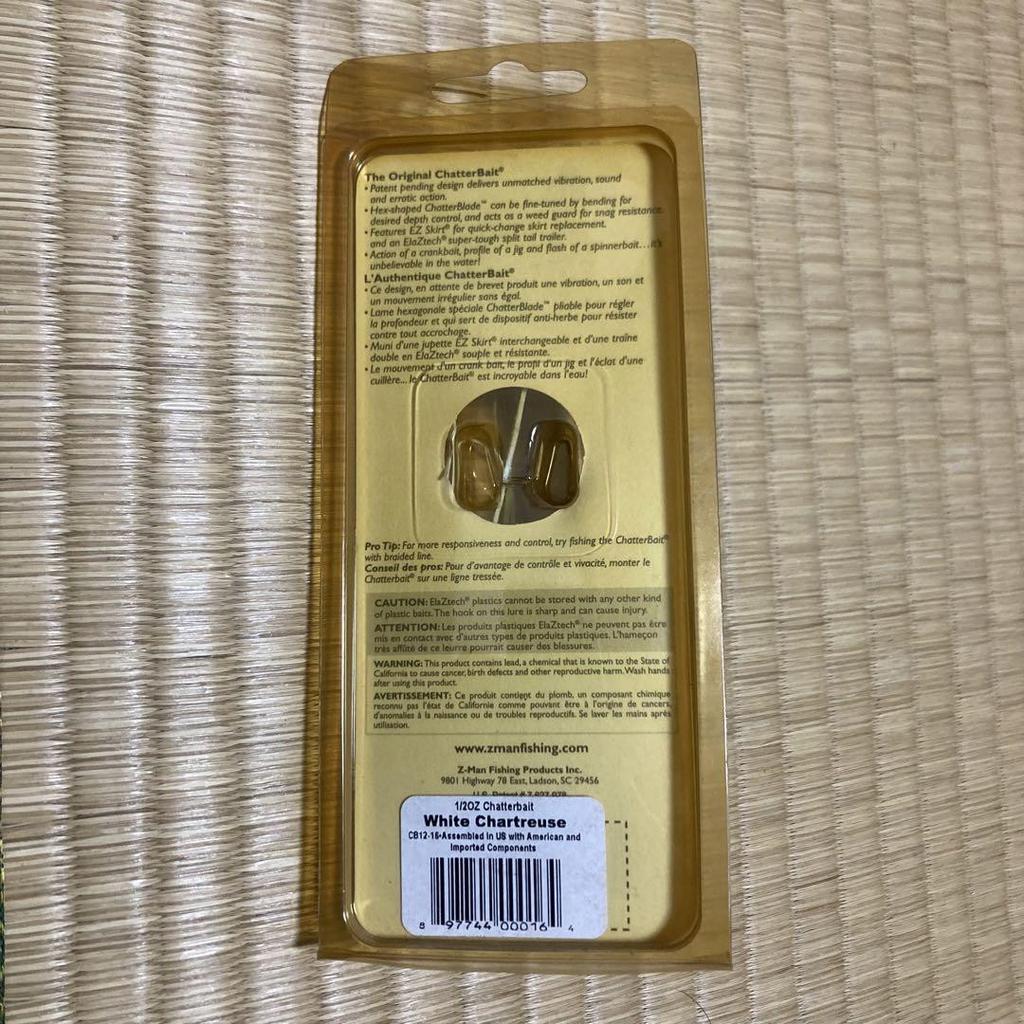 The Original ChatterBait®
• Patent pending design delivers unmatched vibration, sound
and erratic action.
• Hex-shaped ChatterBlade™ can be fine-tuned by bending for
desired depth control, and acts as a weed guard for snag resistance.
• Features EZ Skirt® for quick-change skirt replacement.
and an ElaZtech® super-tough split tail trailer.
• Action of a crankbait, profile of a jig and flash of a spinnerbait...it's
unbelievable in the water!
L'Authentique ChatterBait®
• Ce design, en attente de brevet produit une vibration, un son et
un mouvement irrégulier sans égal.
• Lame hexagonale spéciale ChatterBlade™ pliable pour régler
la profondeur et qui sert de dispositif anti-herbe pour résister
contre tout accrochage.
• Muni d'une jupette EZ Skirt® interchangeable et d'une traîne
double en ElaZtech® souple et résistante.
• Le mouvement d'un crank bait, le profil d'un jig et l'éclat d'une
cuillère... le ChatterBait® est incroyable dans l'eau!
Pro Tip: For more responsiveness and control, try fishing the ChatterBait®
with braided line.
Conseil des pros: Pour d'avantage de contrôle et vivacité, monter le
Chatterbait® sur une ligne tressée.
CAUTION: ElaZtech® plastics cannot be stored with any other kind
of plastic baits. The hook on this lure is sharp and can cause injury.
ATTENTION: Les produits plastiques ElaZtech® ne peuvent pas être
mis en contact avec d'autres types de produits plastiques. L'hameçon
très affûté de ce leurre pourrait causer des blessures.
WARNING: This product contains lead, a chemical that is known to the State of
California to cause cancer, birth defects and other reproductive harm. Wash hands
after using this product.
AVERTISSEMENT: Ce produit contient du plomb, un composant chimique
reconnu pas l'état de Californie comme pouvant être à l'origine de cancers,
d'anomalies à la naissance ou de troubles reproductifs. Se laver les mains après
utilisation.
www.zmanfishing.com
Z-Man Fishing Products Inc.
9801 Highway 78 East, Ladson, SC 29456
U.S. Patent #
1/2OZ Chatterbait
White Chartreuse
CB12-16•Assembled in US with American and
Imported Components
8 97744 00016 4